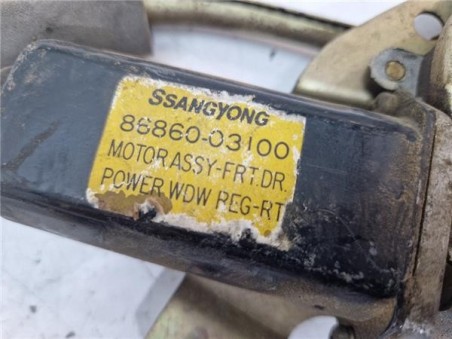 SSANGYONG
88860-03100
MOTOR ASSY-FRT.DR.
POWER WDW REG-RT